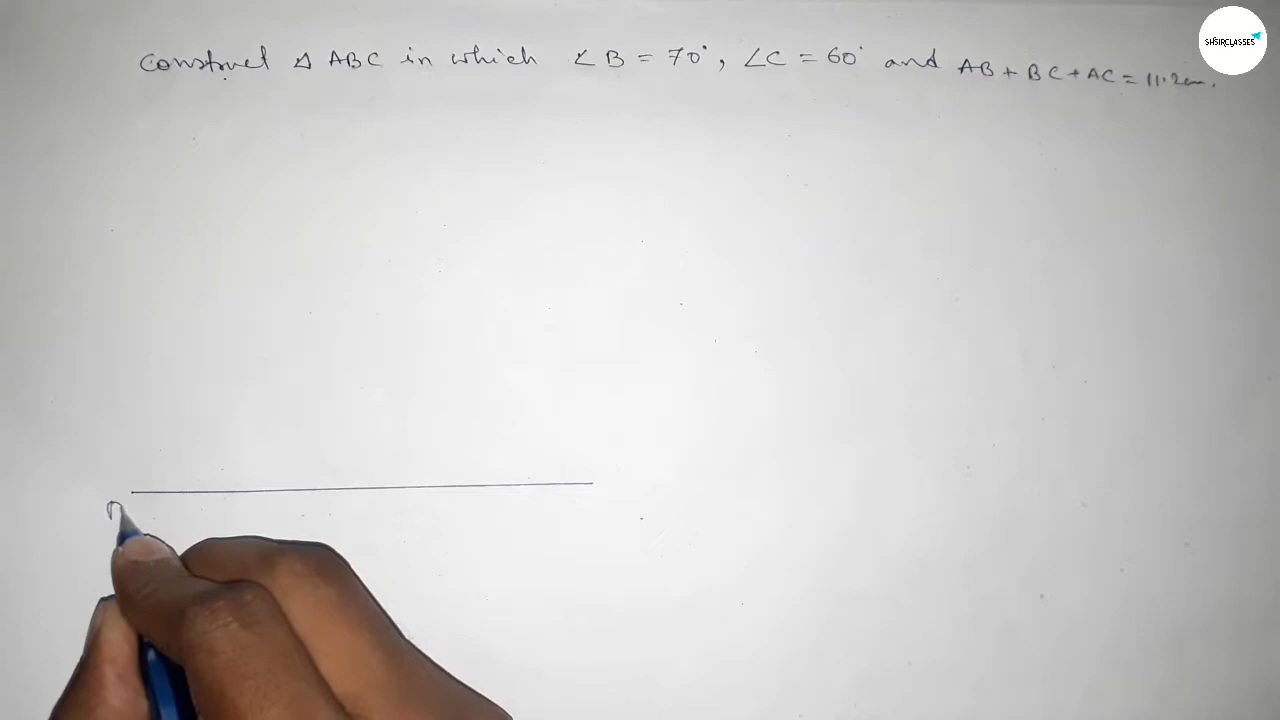 Construct △ ABC in which ∠B = 70°, ∠C = 60° and AB + BC + AC = 11.2cm.
SHSIRCLASSES